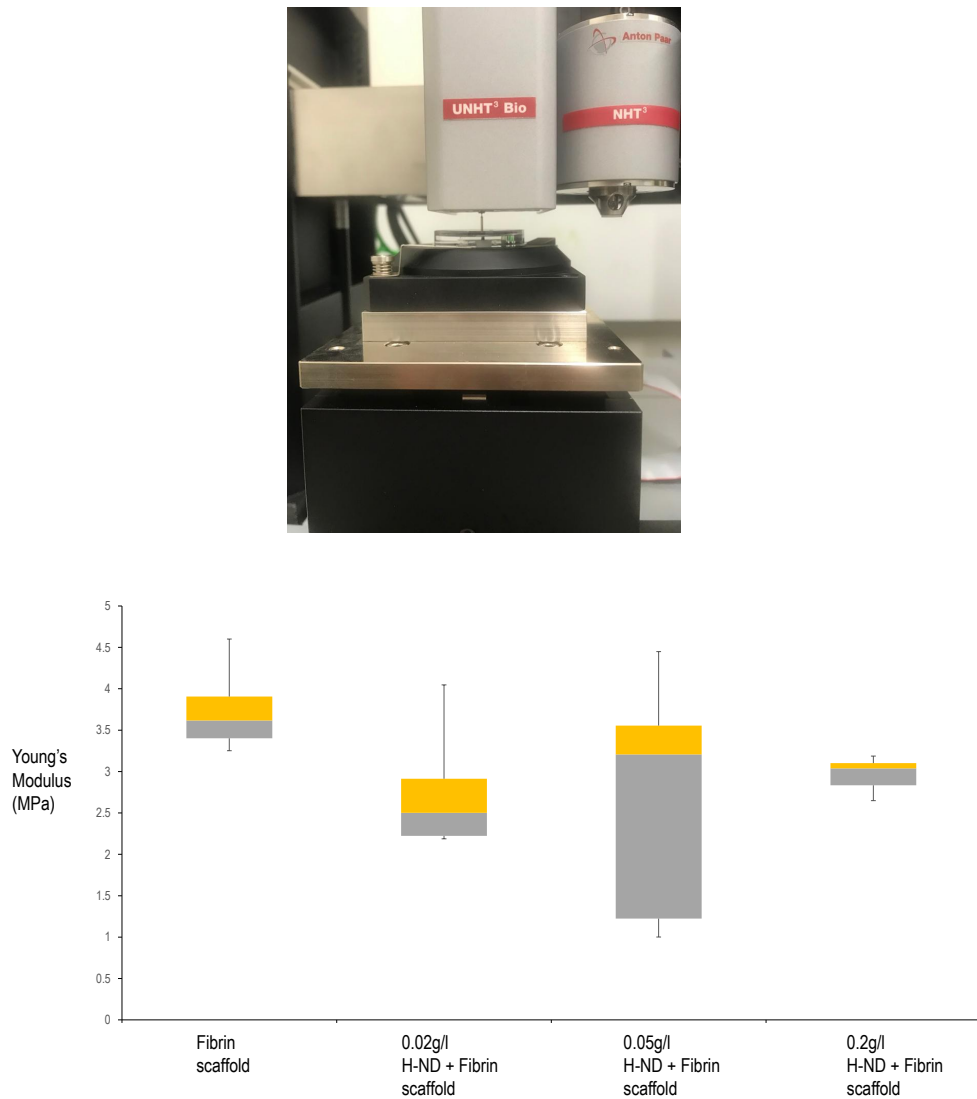 Anton Paar
UNHT³ Bio
NHT³
5
4.5
4
3.5
3
2.5
2
1.5
1
0.5
0
Young's
Modulus
(MPa)
Fibrin
scaffold
0.02g/l
H-ND + Fibrin
scaffold
0.05g/l
H-ND + Fibrin
scaffold
0.2g/l
H-ND + Fibrin
scaffold